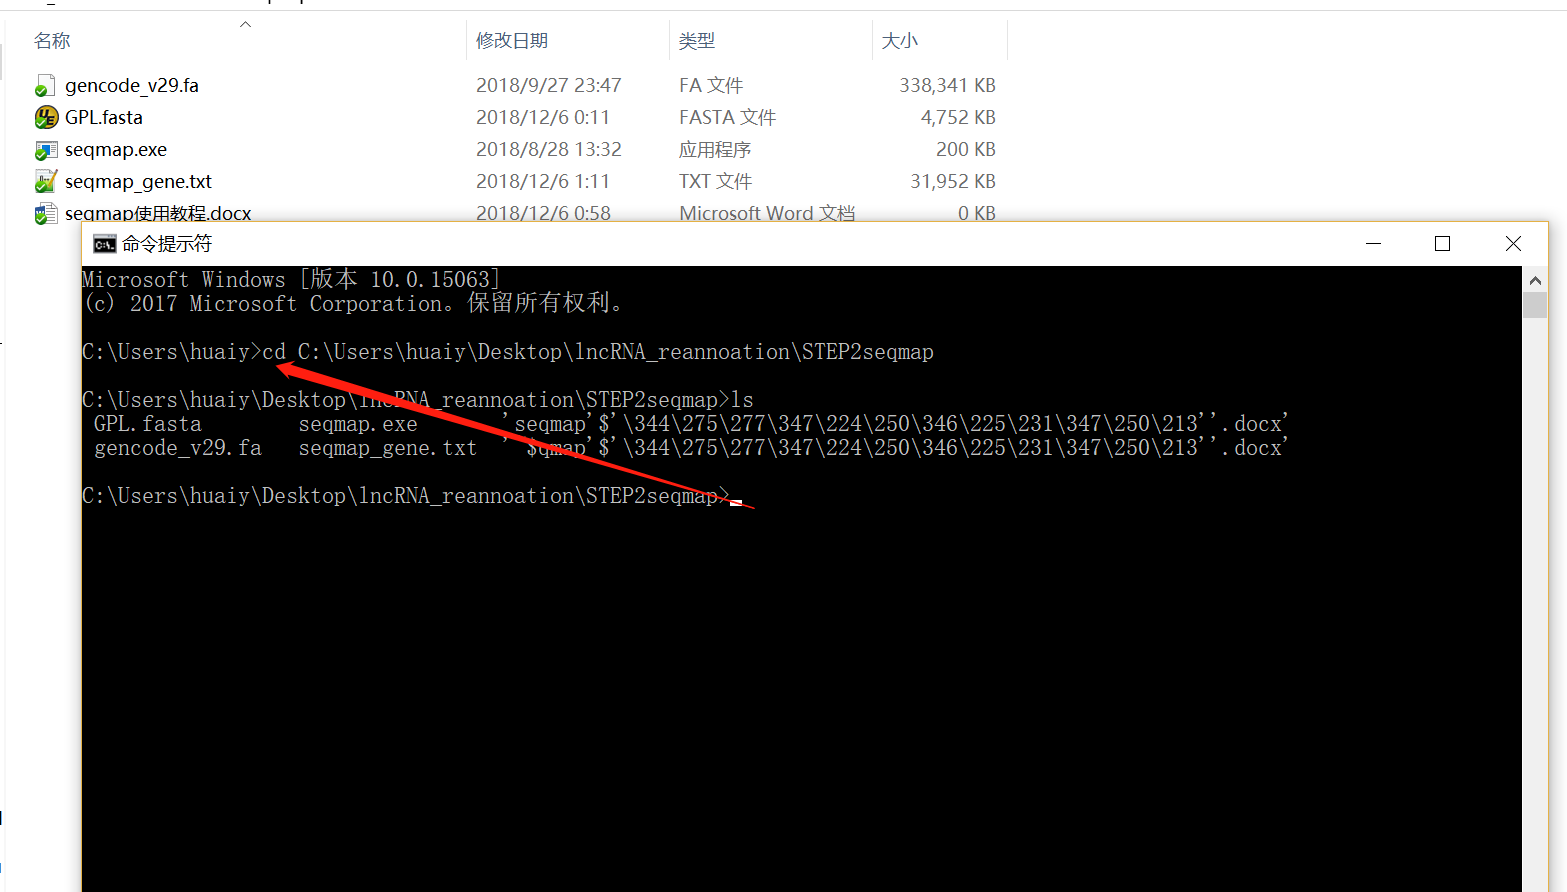 名称 修改日期 类型 大小
gencode_v29.fa 2018/9/27 23:47 FA 文件 338,341 KB
GPL.fasta 2018/12/6 0:11 FASTA 文件 4,752 KB
seqmap.exe 2018/8/28 13:32 应用程序 200 KB
seqmap_gene.txt 2018/12/6 1:11 TXT 文件 31,952 KB
seqmap使用教程.docx 2018/12/6 0:58 Microsoft Word 文档 0 KB
命令提示符
Microsoft Windows [版本 10.0.15063]
(c) 2017 Microsoft Corporation。保留所有权利。
C:\Users\huaiy>cd C:\Users\huaiy\Desktop\lncRNA_reannoation\STEP2seqmap
C:\Users\huaiy\Desktop\lncRNA_reannoation\STEP2seqmap>ls
GPL.fasta seqmap.exe 'seqmap'$'\344\275\277\347\224\250\346\225\231\347\250\213''.docx'
gencode_v29.fa seqmap_gene.txt '~$qmap'$'\344\275\277\347\224\250\346\225\231\347\250\213''.docx'
C:\Users\huaiy\Desktop\lncRNA_reannoation\STEP2seqmap>